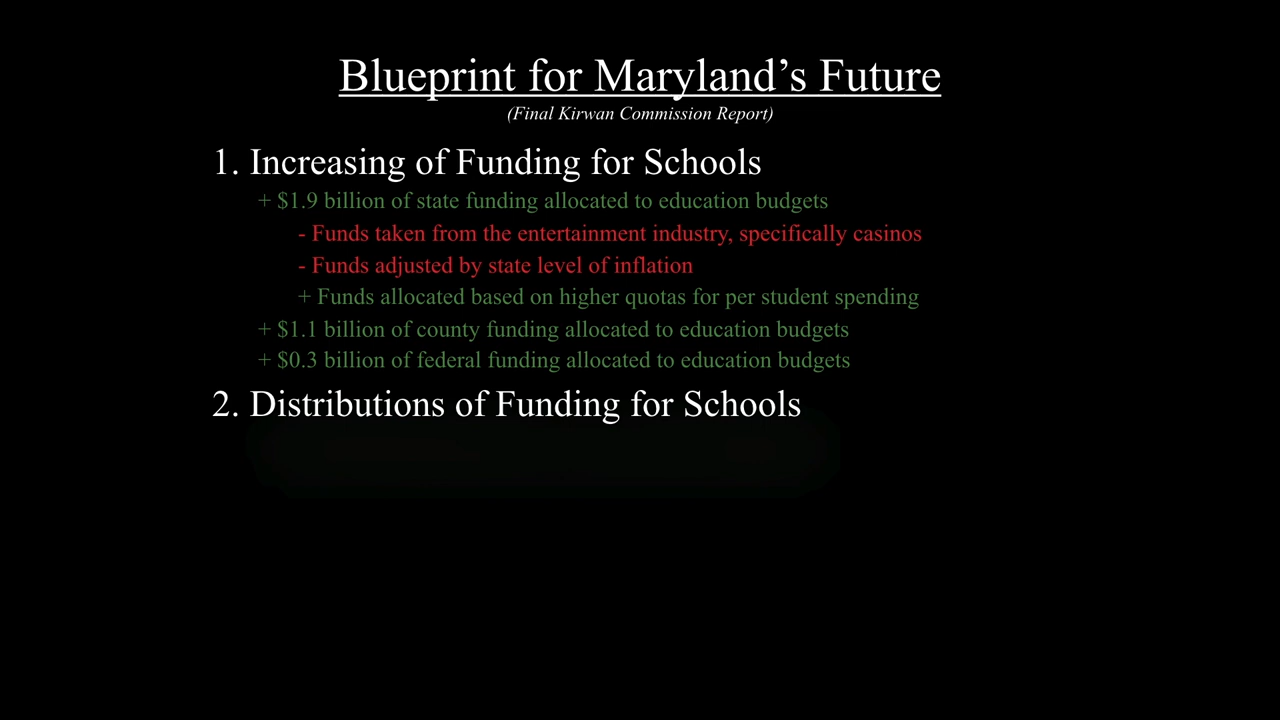 Blueprint for Maryland’s Future
(Final Kirwan Commission Report)
1. Increasing of Funding for Schools
+ $1.9 billion of state funding allocated to education budgets
- Funds taken from the entertainment industry, specifically casinos
- Funds adjusted by state level of inflation
+ Funds allocated based on higher quotas for per student spending
+ $1.1 billion of county funding allocated to education budgets
+ $0.3 billion of federal funding allocated to education budgets
2. Distributions of Funding for Schools